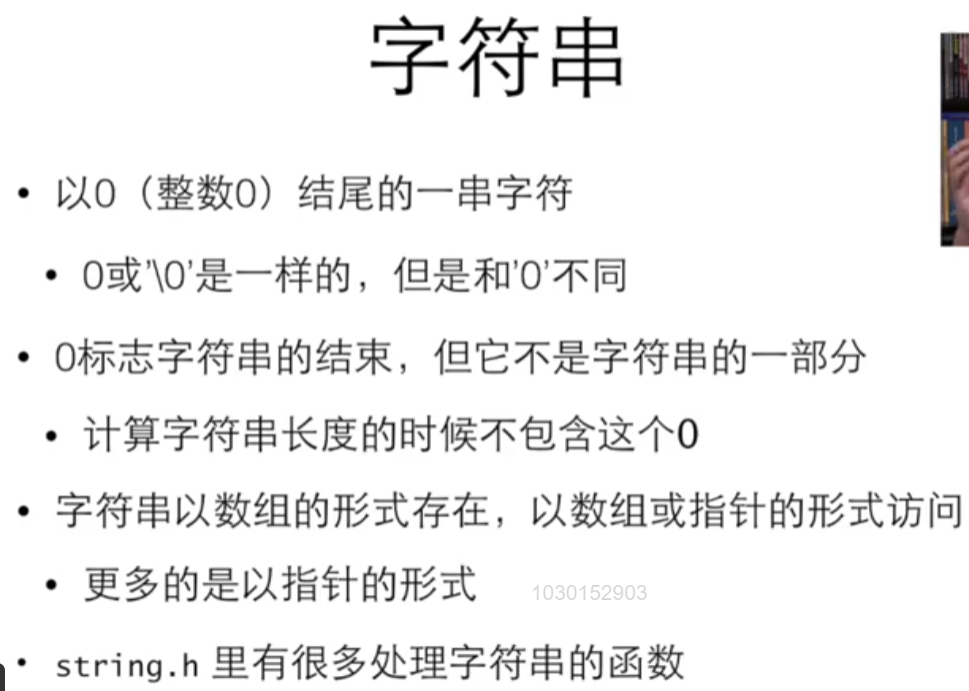 字符串
• 以0（整数0）结尾的一串字符
• 0或’\0’是一样的，但是和’0’不同
• 0标志字符串的结束，但它不是字符串的一部分
• 计算字符串长度的时候不包含这个0
• 字符串以数组的形式存在，以数组或指针的形式访问
• 更多的是以指针的形式
1030152903
• string.h 里有很多处理字符串的函数